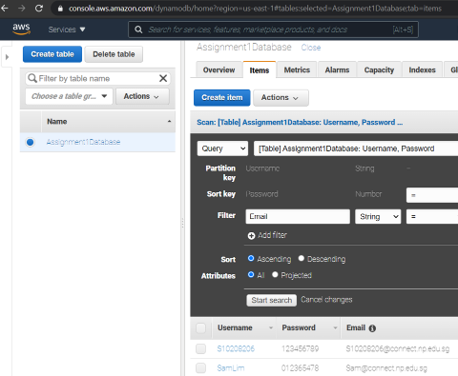 console.aws.amazon.com/dynamodb/home?region=us-east-1#tables:selected=Assignment1Database;tab=items
aws Services Search for services, features, marketplace products, and docs [Alt+S]
Create table Delete table
Filter by table name
Choose a table gr... Actions
Name
Assignment1Database
Assignment1Database Close
Overview Items Metrics Alarms Capacity Indexes Gl
Create item Actions
Scan: [Table] Assignment1Database: Username, Password ...
Query [Table] Assignment1Database: Username, Password
Partition key Username String =
Sort key Password Number =
Filter Email String =
Add filter
Sort Ascending Descending
Attributes All Projected
Start search Cancel changes
Username Password Email
S10208206 123456789 S10208206@connect.np.edu.sg
SamLim 012365478 Sam@connect.np.edu.sg